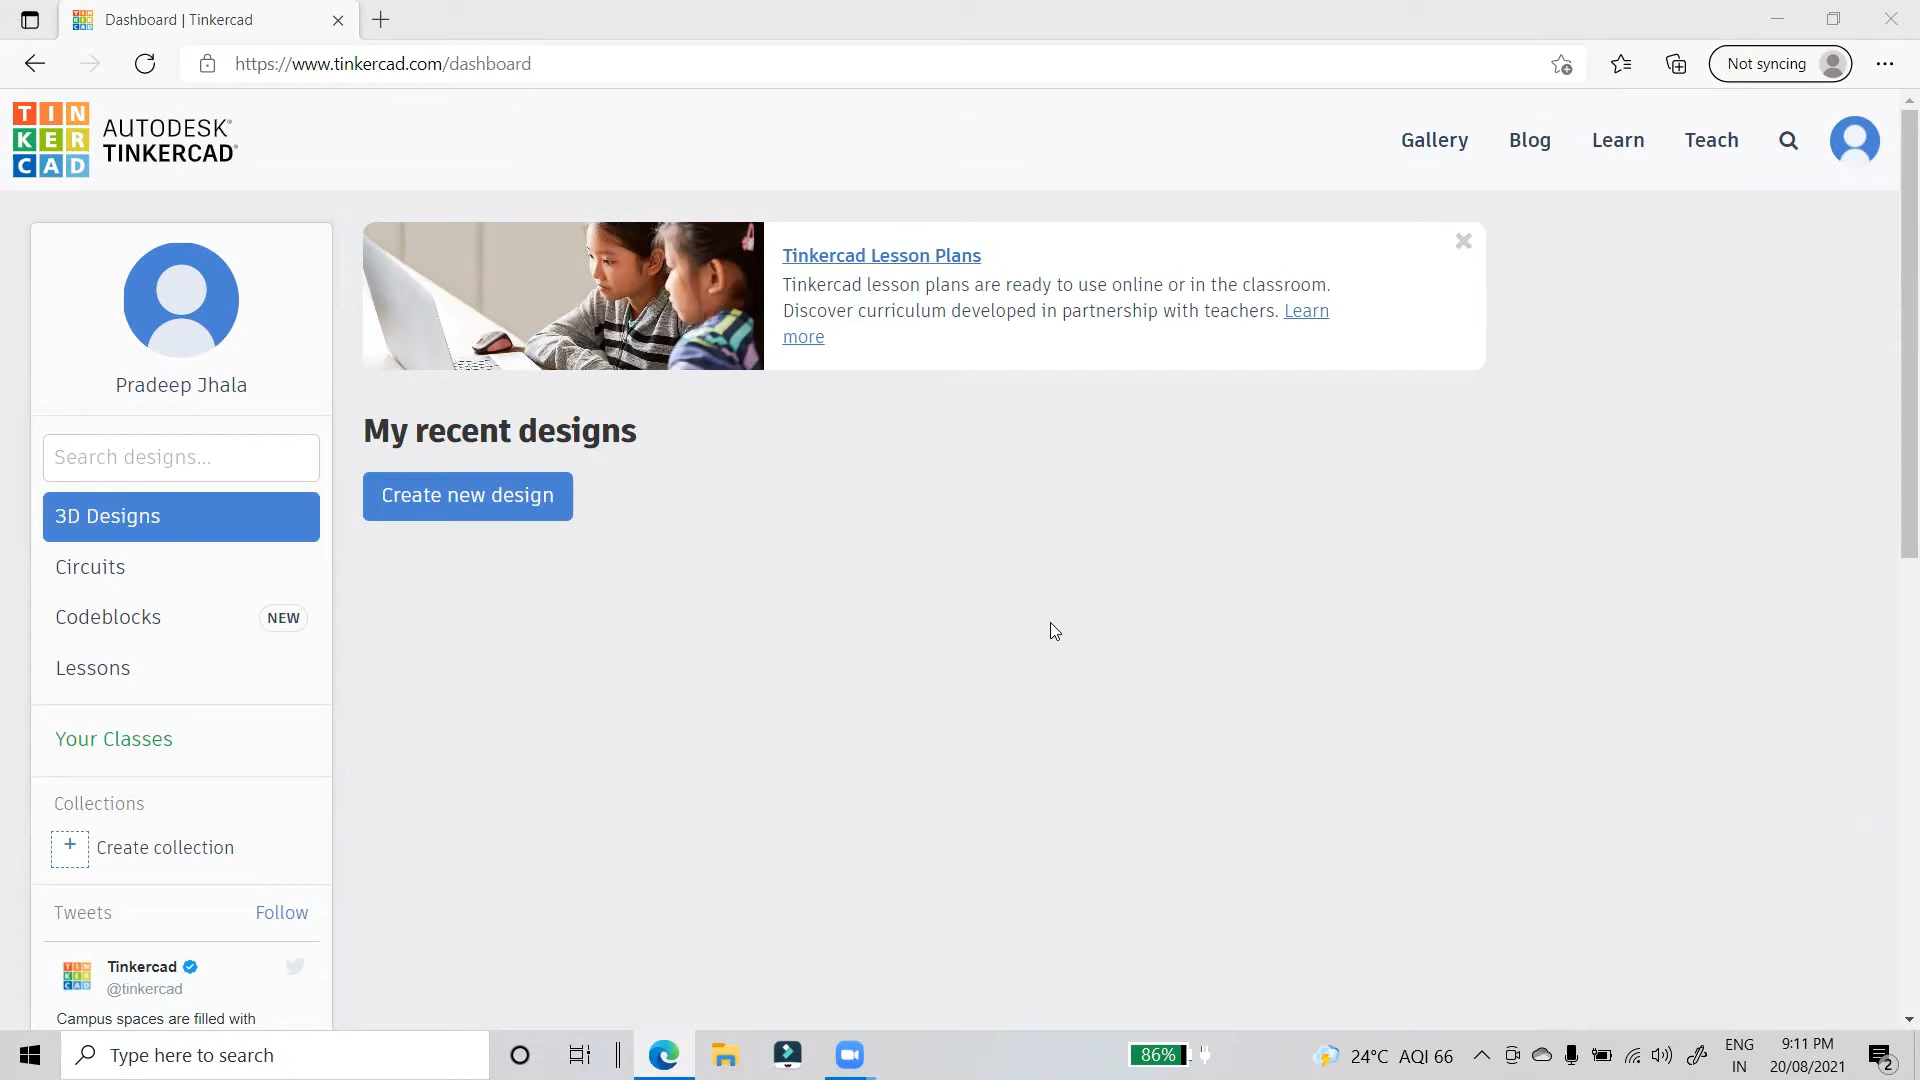 Dashboard | Tinkercad
https://www.tinkercad.com/dashboard
Not syncing
TIN
KER
CAD
AUTODESK®
TINKERCAD®
Gallery
Blog
Learn
Teach
Pradeep Jhala
Search designs...
3D Designs
Circuits
Codeblocks
NEW
Lessons
Your Classes
Collections
+ Create collection
Tweets
Follow
TIN
KER
CAD
Tinkercad
@tinkercad
Campus spaces are filled with
Tinkercad Lesson Plans
Tinkercad lesson plans are ready to use online or in the classroom.
Discover curriculum developed in partnership with teachers. Learn
more
My recent designs
Create new design
Type here to search
86%
24°C AQI 66
ENG
IN
9:11 PM
20/08/2021
2